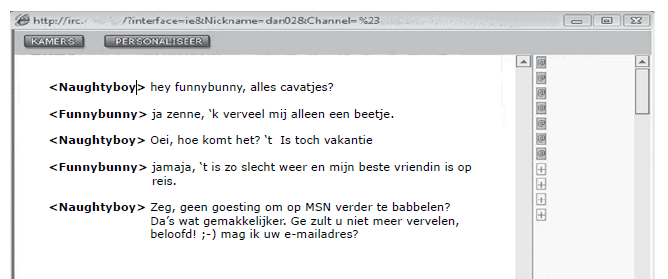 http://irc. /?interface=ie&Nickname=dan02&Channel=%23
KAMERS PERSONALISEER
<Naughtyboy> hey funnybunny, alles cavatjes?
<Funnybunny> ja zenne, ‘k verveel mij alleen een beetje.
<Naughtyboy> Oei, hoe komt het? ‘t Is toch vakantie
<Funnybunny> jamaja, ‘t is zo slecht weer en mijn beste vriendin is op
reis.
<Naughtyboy> Zeg, geen goesting om op MSN verder te babbelen?
Da’s wat gemakkelijker. Ge zult u niet meer vervelen,
beloofd! ;-) mag ik uw e-mailadres?